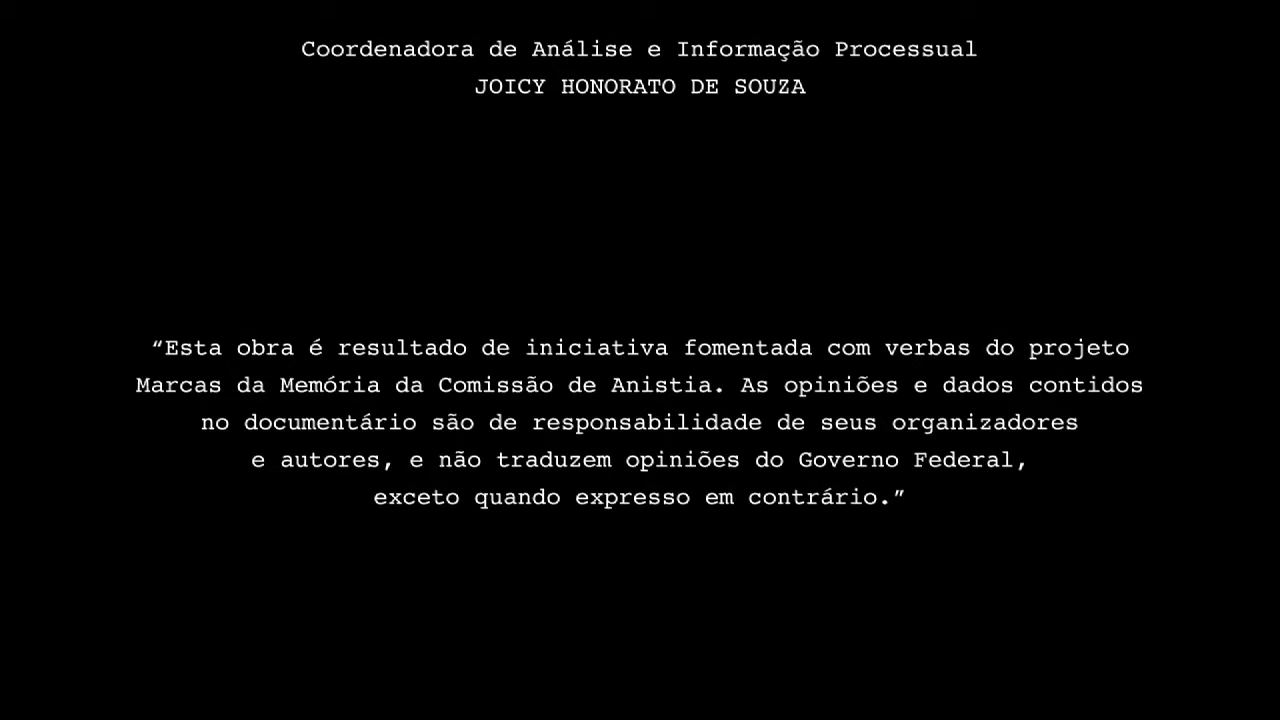 Coordenadora de Análise e Informação Processual
JOICY HONORATO DE SOUZA
“Esta obra é resultado de iniciativa fomentada com verbas do projeto
Marcas da Memória da Comissão de Anistia. As opiniões e dados contidos
no documentário são de responsabilidade de seus organizadores
e autores, e não traduzem opiniões do Governo Federal,
exceto quando expresso em contrário.”